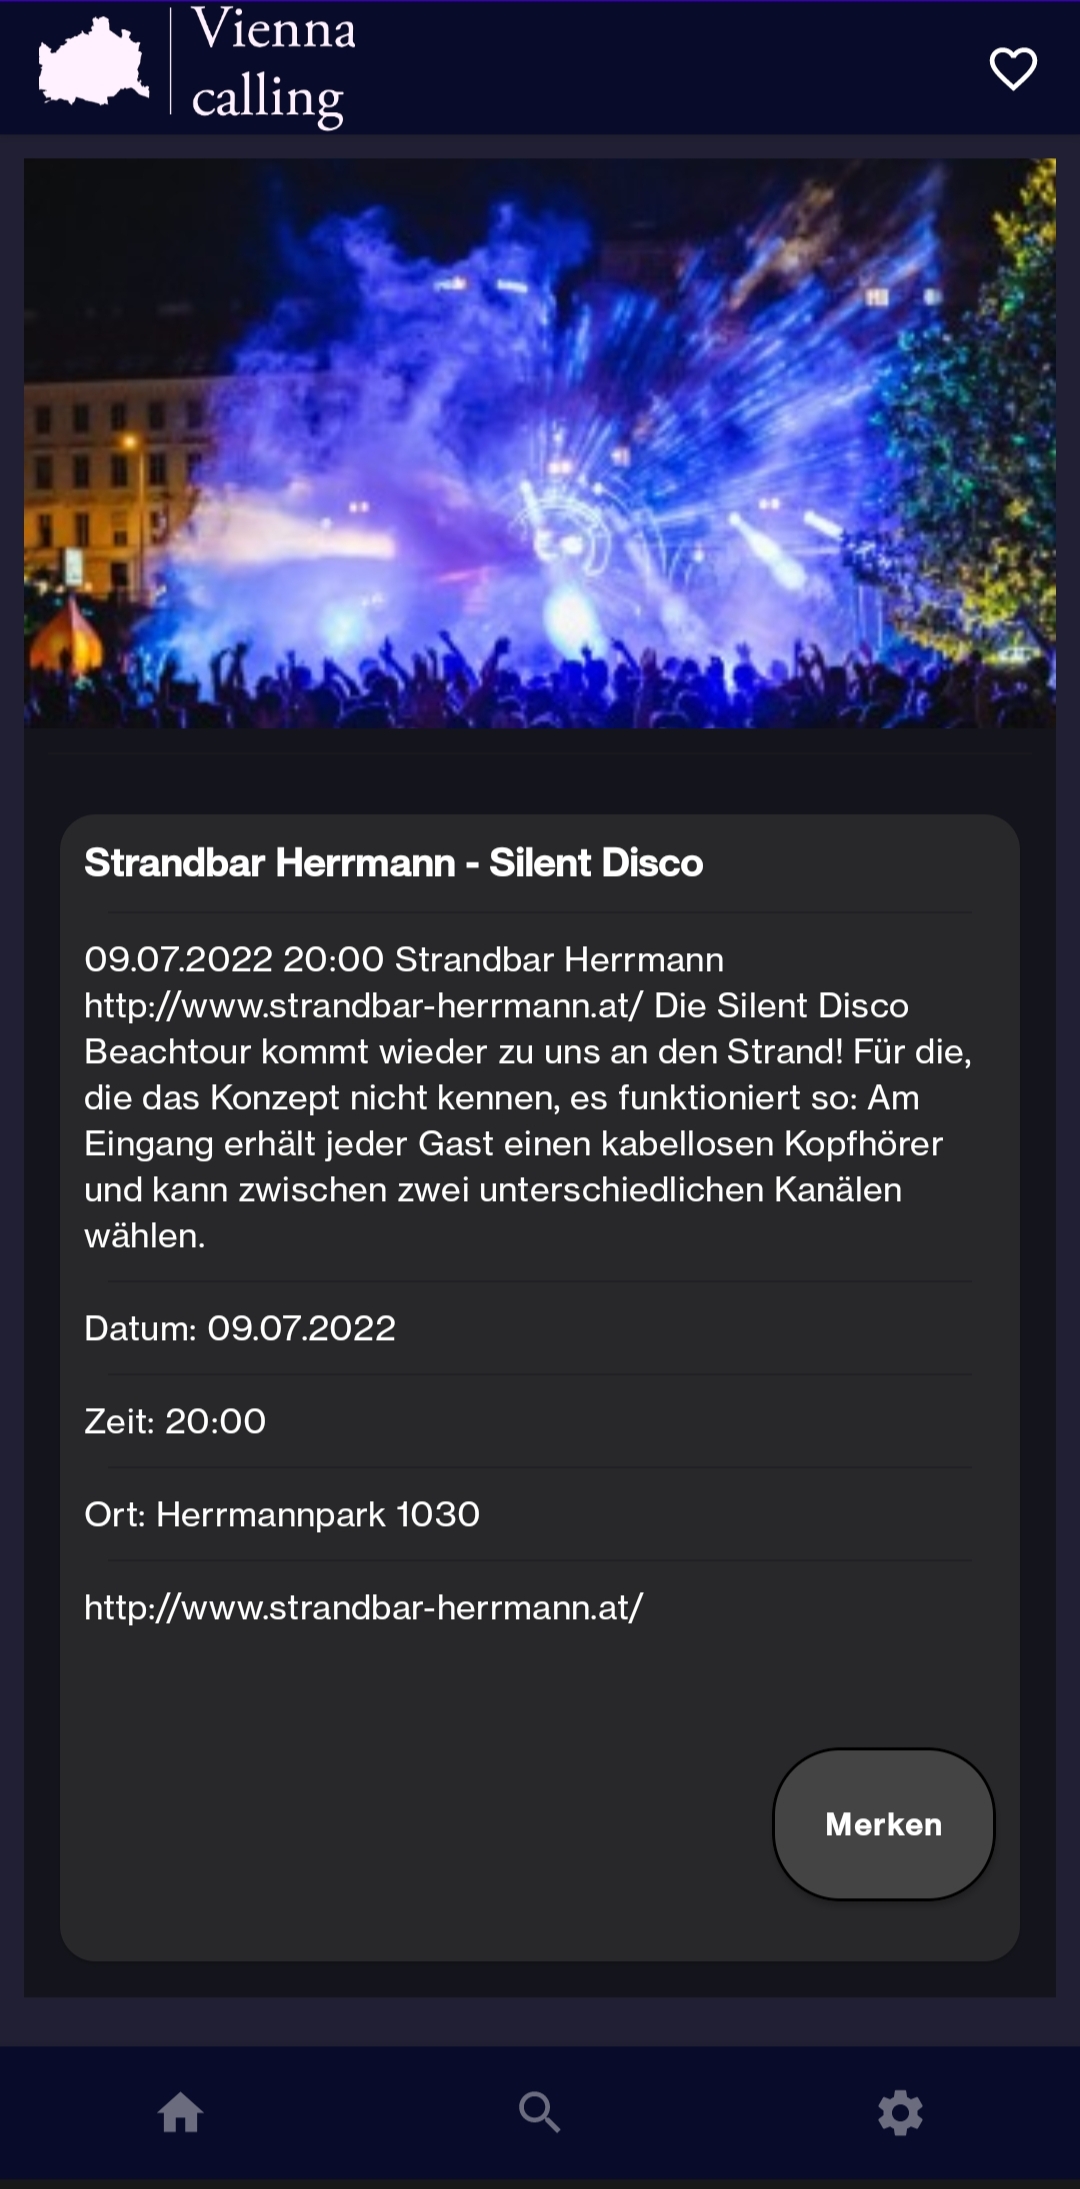 Vienna
calling
Strandbar Herrmann - Silent Disco
09.07.2022 20:00 Strandbar Herrmann
http://www.strandbar-herrmann.at/ Die Silent Disco
Beachtour kommt wieder zu uns an den Strand! Für die,
die das Konzept nicht kennen, es funktioniert so: Am
Eingang erhält jeder Gast einen kabellosen Kopfhörer
und kann zwischen zwei unterschiedlichen Kanälen
wählen.
Datum: 09.07.2022
Zeit: 20:00
Ort: Herrmannpark 1030
http://www.strandbar-herrmann.at/
Merken